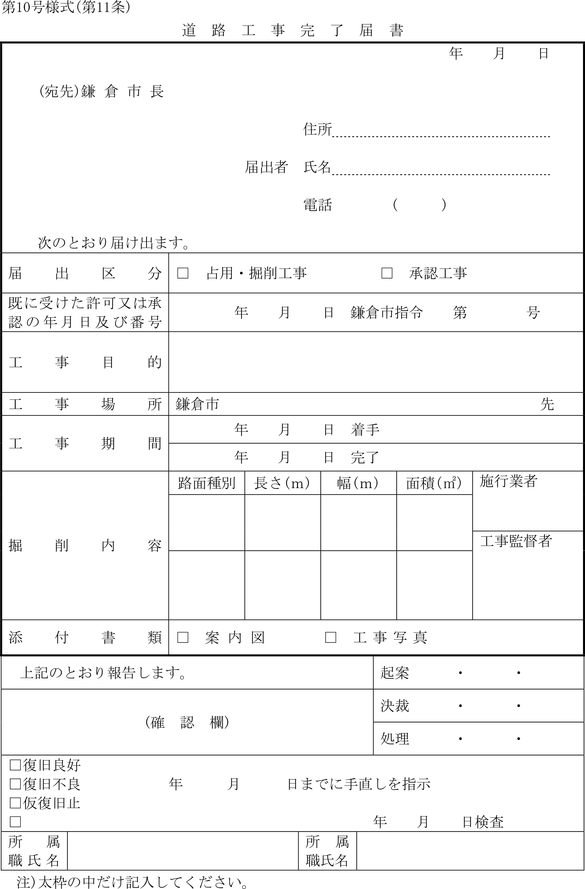 第10号様式(第11条)
道路工事完了届書
年　月　日
(宛先)鎌倉市長
住所
届出者　氏名
電話　　(　　)
次のとおり届け出ます。
届出区分　□　占用・掘削工事　□　承認工事
既に受けた許可又は承
認の年月日及び番号
年　月　日　鎌倉市指令　第　　号
工事目的
工事場所　鎌倉市　　先
工事期間
年　月　日　着手
年　月　日　完了
掘削内容
路面種別　長さ(m)　幅(m)　面積(㎡)　施行業者
工事監督者
添付書類　□　案内図　□　工事写真
上記のとおり報告します。　起案　・　・
(確認欄)
決裁　・　・
処理　・　・
□復旧良好
□復旧不良　年　月　日までに手直しを指示
□仮復旧止
□　年　月　日検査
所属　所属
職氏名　職氏名
注)太枠の中だけ記入してください。